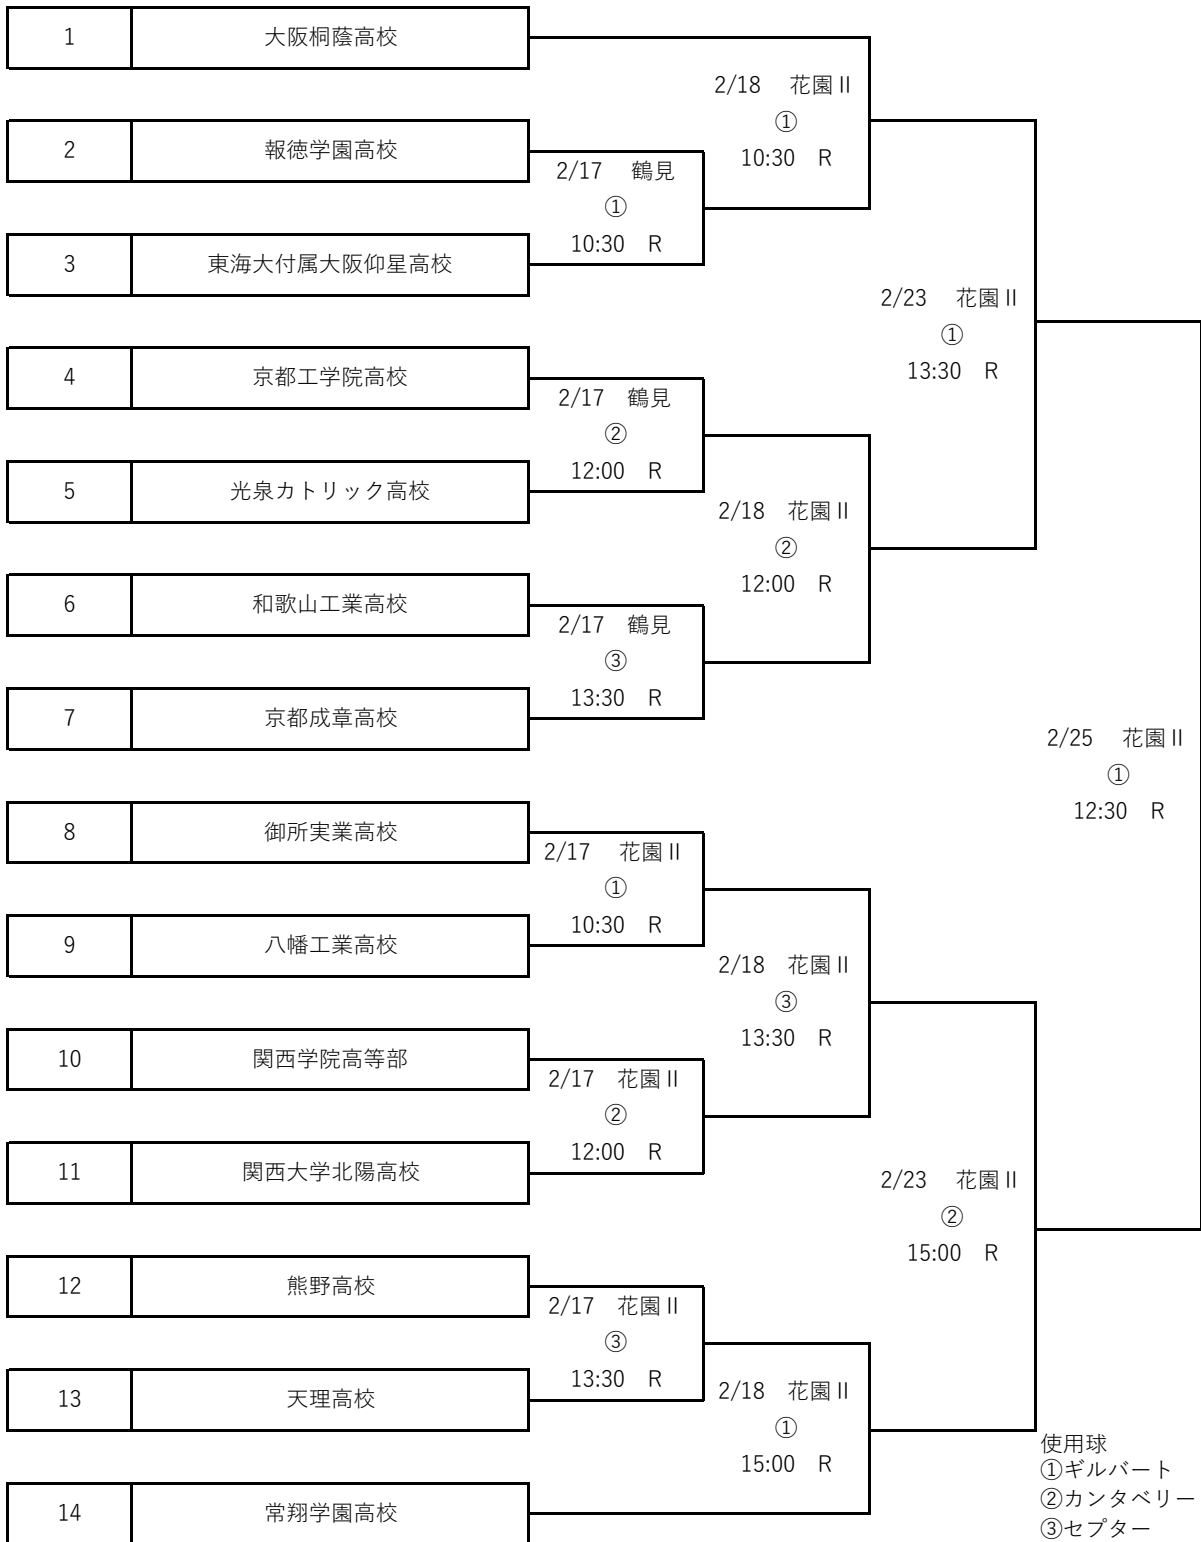 1 大阪桐蔭高校
2/18 花園Ⅱ
①
10:30 R
2 報徳学園高校
2/17 鶴見
①
10:30 R
3 東海大付属大阪仰星高校
2/23 花園Ⅱ
①
13:30 R
4 京都工学院高校
2/17 鶴見
②
12:00 R
5 光泉カトリック高校
2/18 花園Ⅱ
②
12:00 R
6 和歌山工業高校
2/17 鶴見
③
13:30 R
7 京都成章高校
2/25 花園Ⅱ
①
12:30 R
8 御所実業高校
2/17 花園Ⅱ
①
10:30 R
9 八幡工業高校
2/18 花園Ⅱ
③
13:30 R
10 関西学院高等部
2/17 花園Ⅱ
②
12:00 R
11 関西大学北陽高校
2/23 花園Ⅱ
②
15:00 R
12 熊野高校
2/17 花園Ⅱ
③
13:30 R
13 天理高校
2/18 花園Ⅱ
①
15:00 R
14 常翔学園高校
使用球
①ギルバート
②カンタベリー
③セプター